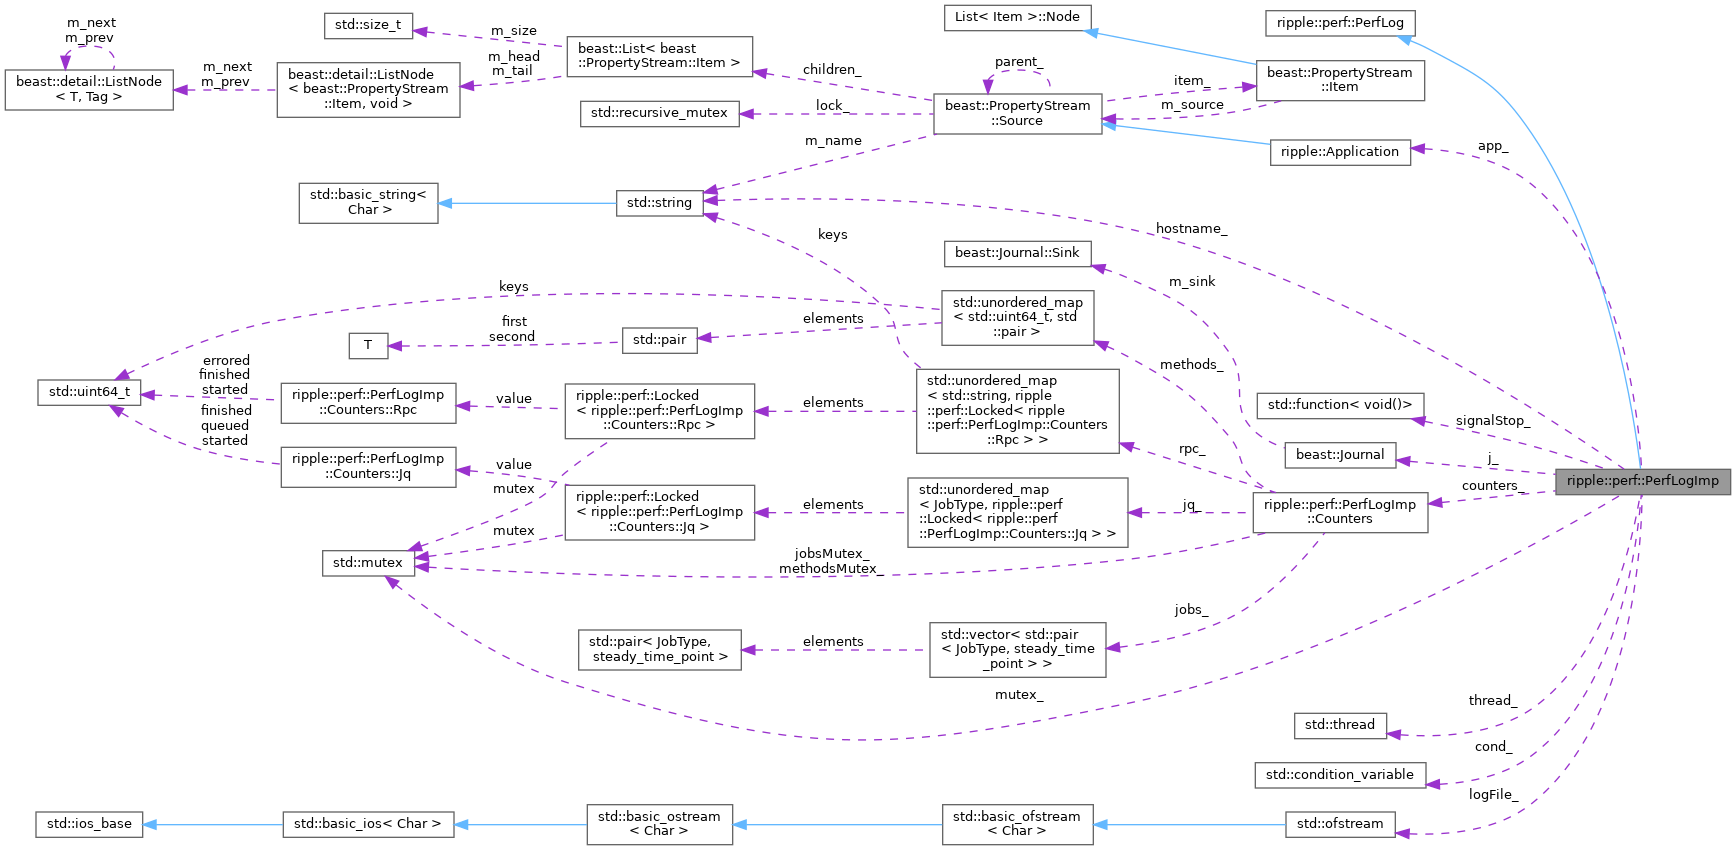 m_next
m_prev
beast::detail::ListNode
< T, Tag >
m_next
m_prev
std::size_t
beast::detail::ListNode
< beast::PropertyStream
::Item, void >
m_size
m_head
m_tail
beast::List< beast
::PropertyStream::Item >
std::recursive_mutex
children_
lock_
m_name
List< Item >::Node
parent_
beast::PropertyStream
::Source
item_
m_source
ripple::perf::PerfLog
beast::PropertyStream
::Item
ripple::Application
app_
std::basic_string<
Char >
std::string
keys
hostname_
beast::Journal::Sink
m_sink
keys
std::unordered_map
< std::uint64_t, std
::pair >
elements
first
second
T
std::pair
methods_
std::uint64_t
errored
finished
started
finished
queued
started
ripple::perf::PerfLogImp
::Counters::Rpc
ripple::perf::PerfLogImp
::Counters::Jq
value
value
mutex
mutex
ripple::perf::Locked
< ripple::perf::PerfLogImp
::Counters::Rpc >
ripple::perf::Locked
< ripple::perf::PerfLogImp
::Counters::Jq >
elements
elements
std::unordered_map
< std::string, ripple
::perf::Locked< ripple
::perf::PerfLogImp::Counters
::Rpc > >
std::unordered_map
< JobType, ripple::perf
::Locked< ripple::perf
::PerfLogImp::Counters::Jq > >
rpc_
jq_
std::function< void()>
signalStop_
beast::Journal
j_
counters_
ripple::perf::PerfLogImp
::Counters
ripple::perf::PerfLogImp
std::mutex
jobsMutex_
methodsMutex_
jobs_
std::pair< JobType,
steady_time_point >
elements
std::vector< std::pair
< JobType, steady_time
_point > >
mutex_
std::thread
thread_
std::condition_variable
cond_
logFile_
std::ios_base
std::basic_ios< Char >
std::basic_ostream
< Char >
std::basic_ofstream
< Char >
std::ofstream